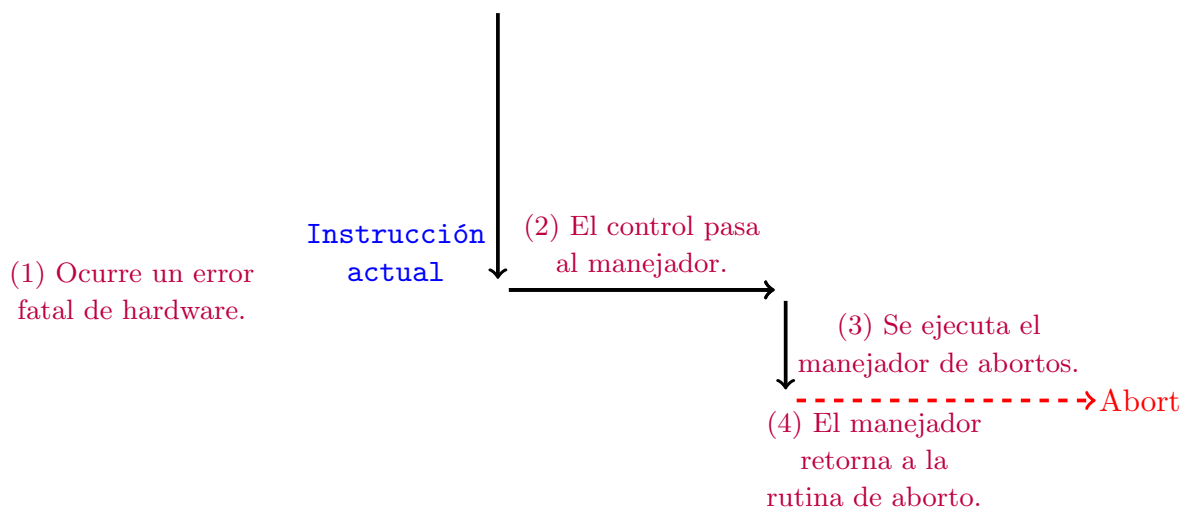 (1) Ocurre un error
fatal de hardware.
Instrucción
actual
(2) El control pasa
al manejador.
(3) Se ejecuta el
manejador de abortos.
Abort
(4) El manejador
retorna a la
rutina de aborto.